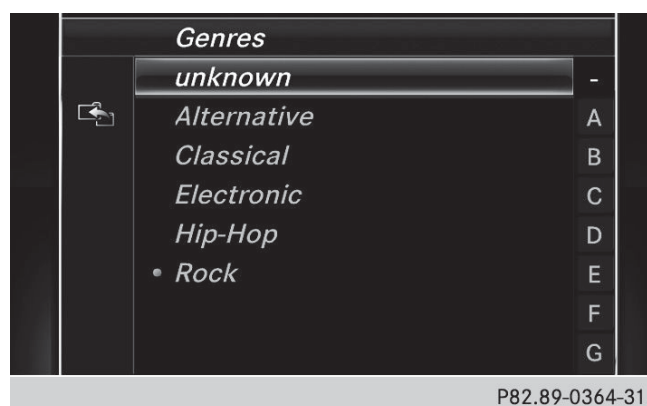 Genres
unknown -
Alternative A
Classical B
Electronic C
Hip-Hop D
• Rock E
F
G
P82.89-0364-31